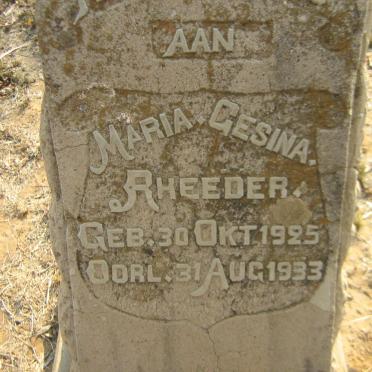 AAN
MARIA GESINA.
RHEEDER.
GEB. 30 OKT 1925
OORL. 31 AUG 1933